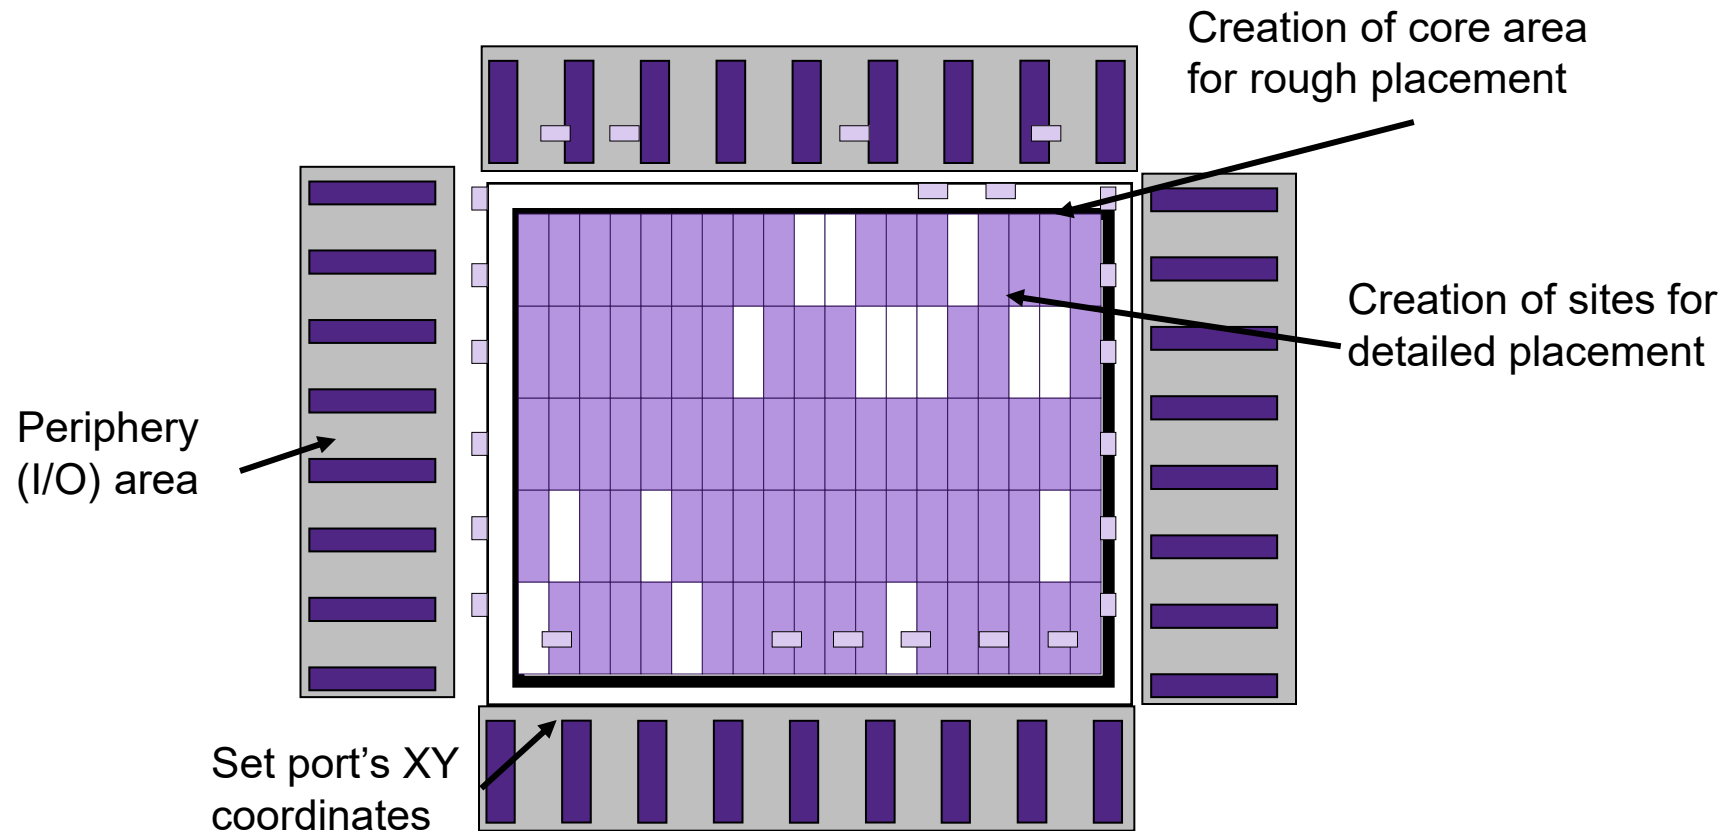 Creation of core area
for rough placement
Creation of sites for
detailed placement
Periphery
(I/O) area
Set port’s XY
coordinates